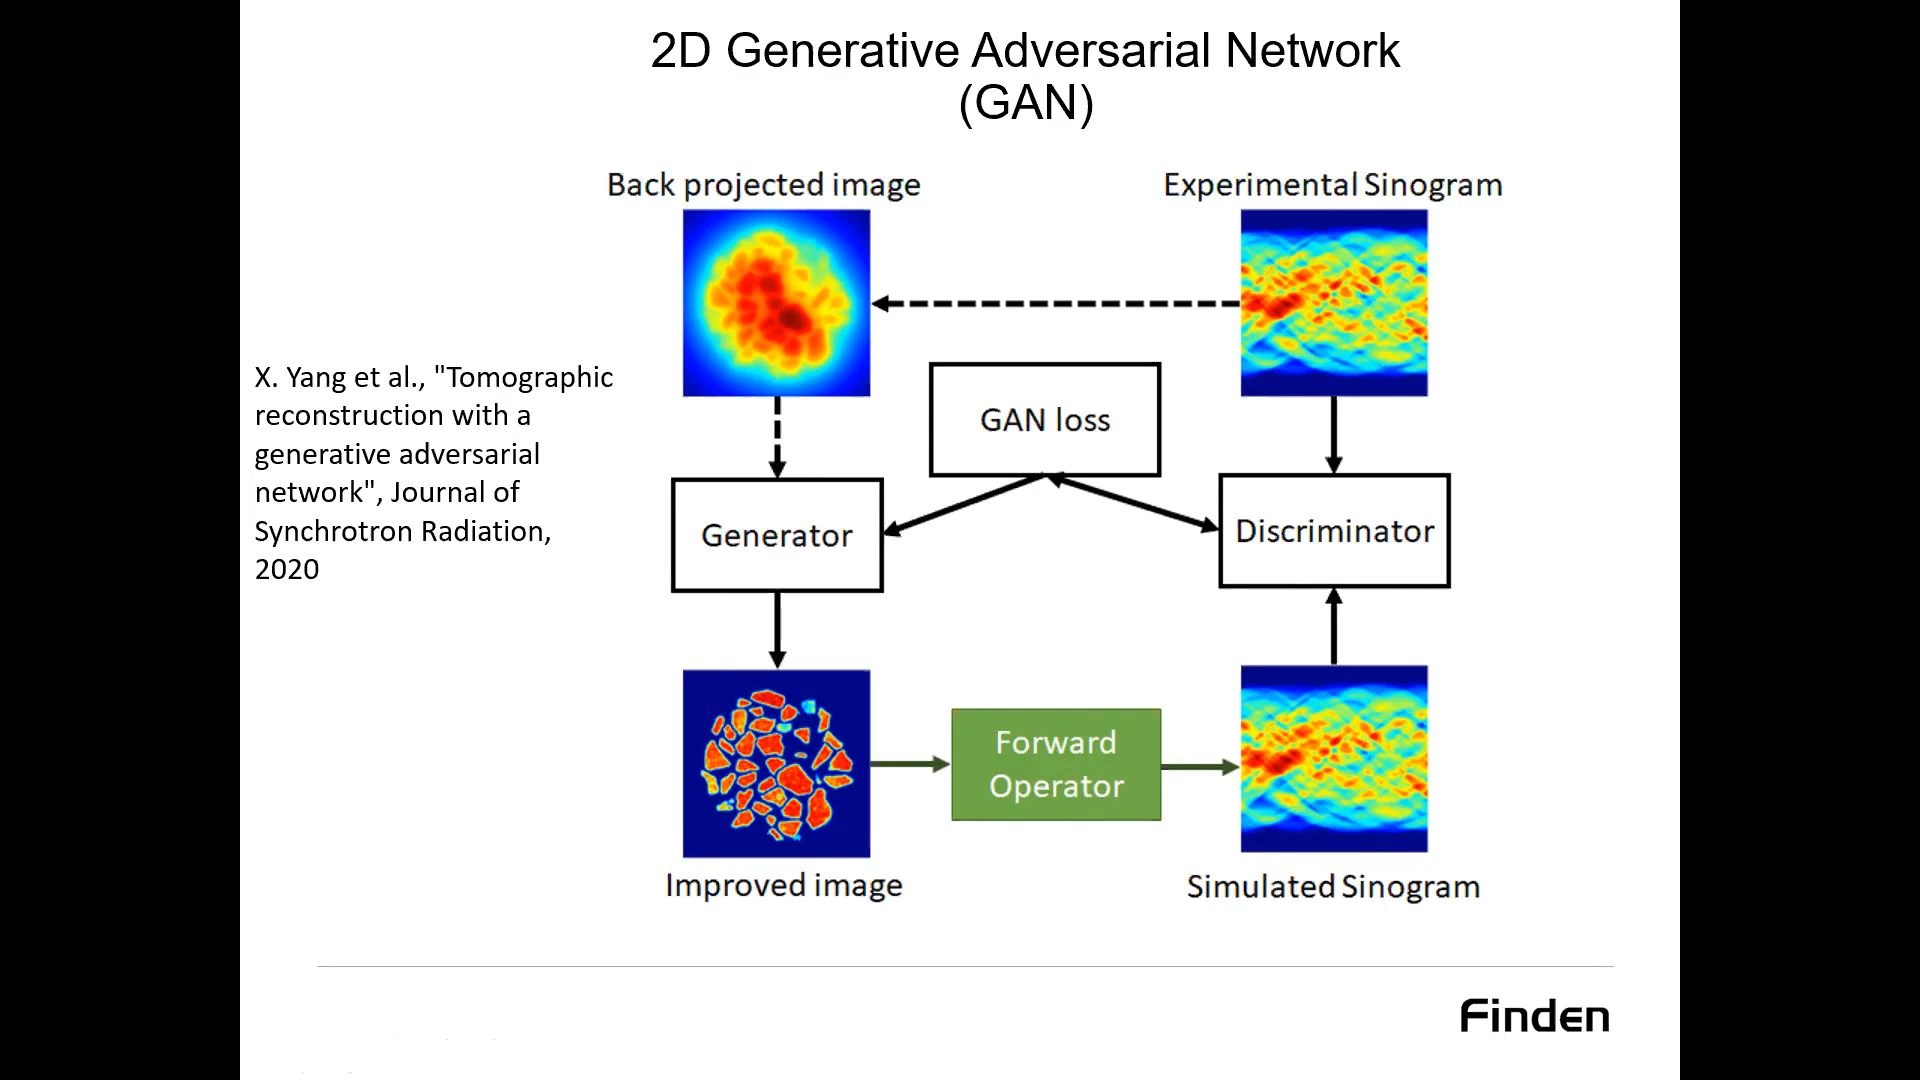 2D Generative Adversarial Network
(GAN)
Back projected image
Experimental Sinogram
X. Yang et al., "Tomographic
reconstruction with a
generative adversarial
network", Journal of
Synchrotron Radiation,
2020
GAN loss
Generator
Discriminator
Forward
Operator
Improved image
Simulated Sinogram
Finden